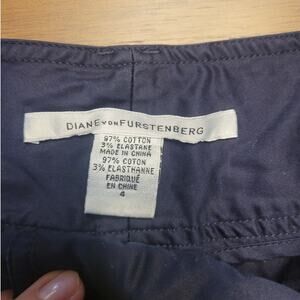 DIANE VON FURSTENBERG
97% COTTON
3% ELASTANE
MADE IN CHINA
97% COTON
3% ELASTHANNE
FABRIQUÉ
EN CHINE
4